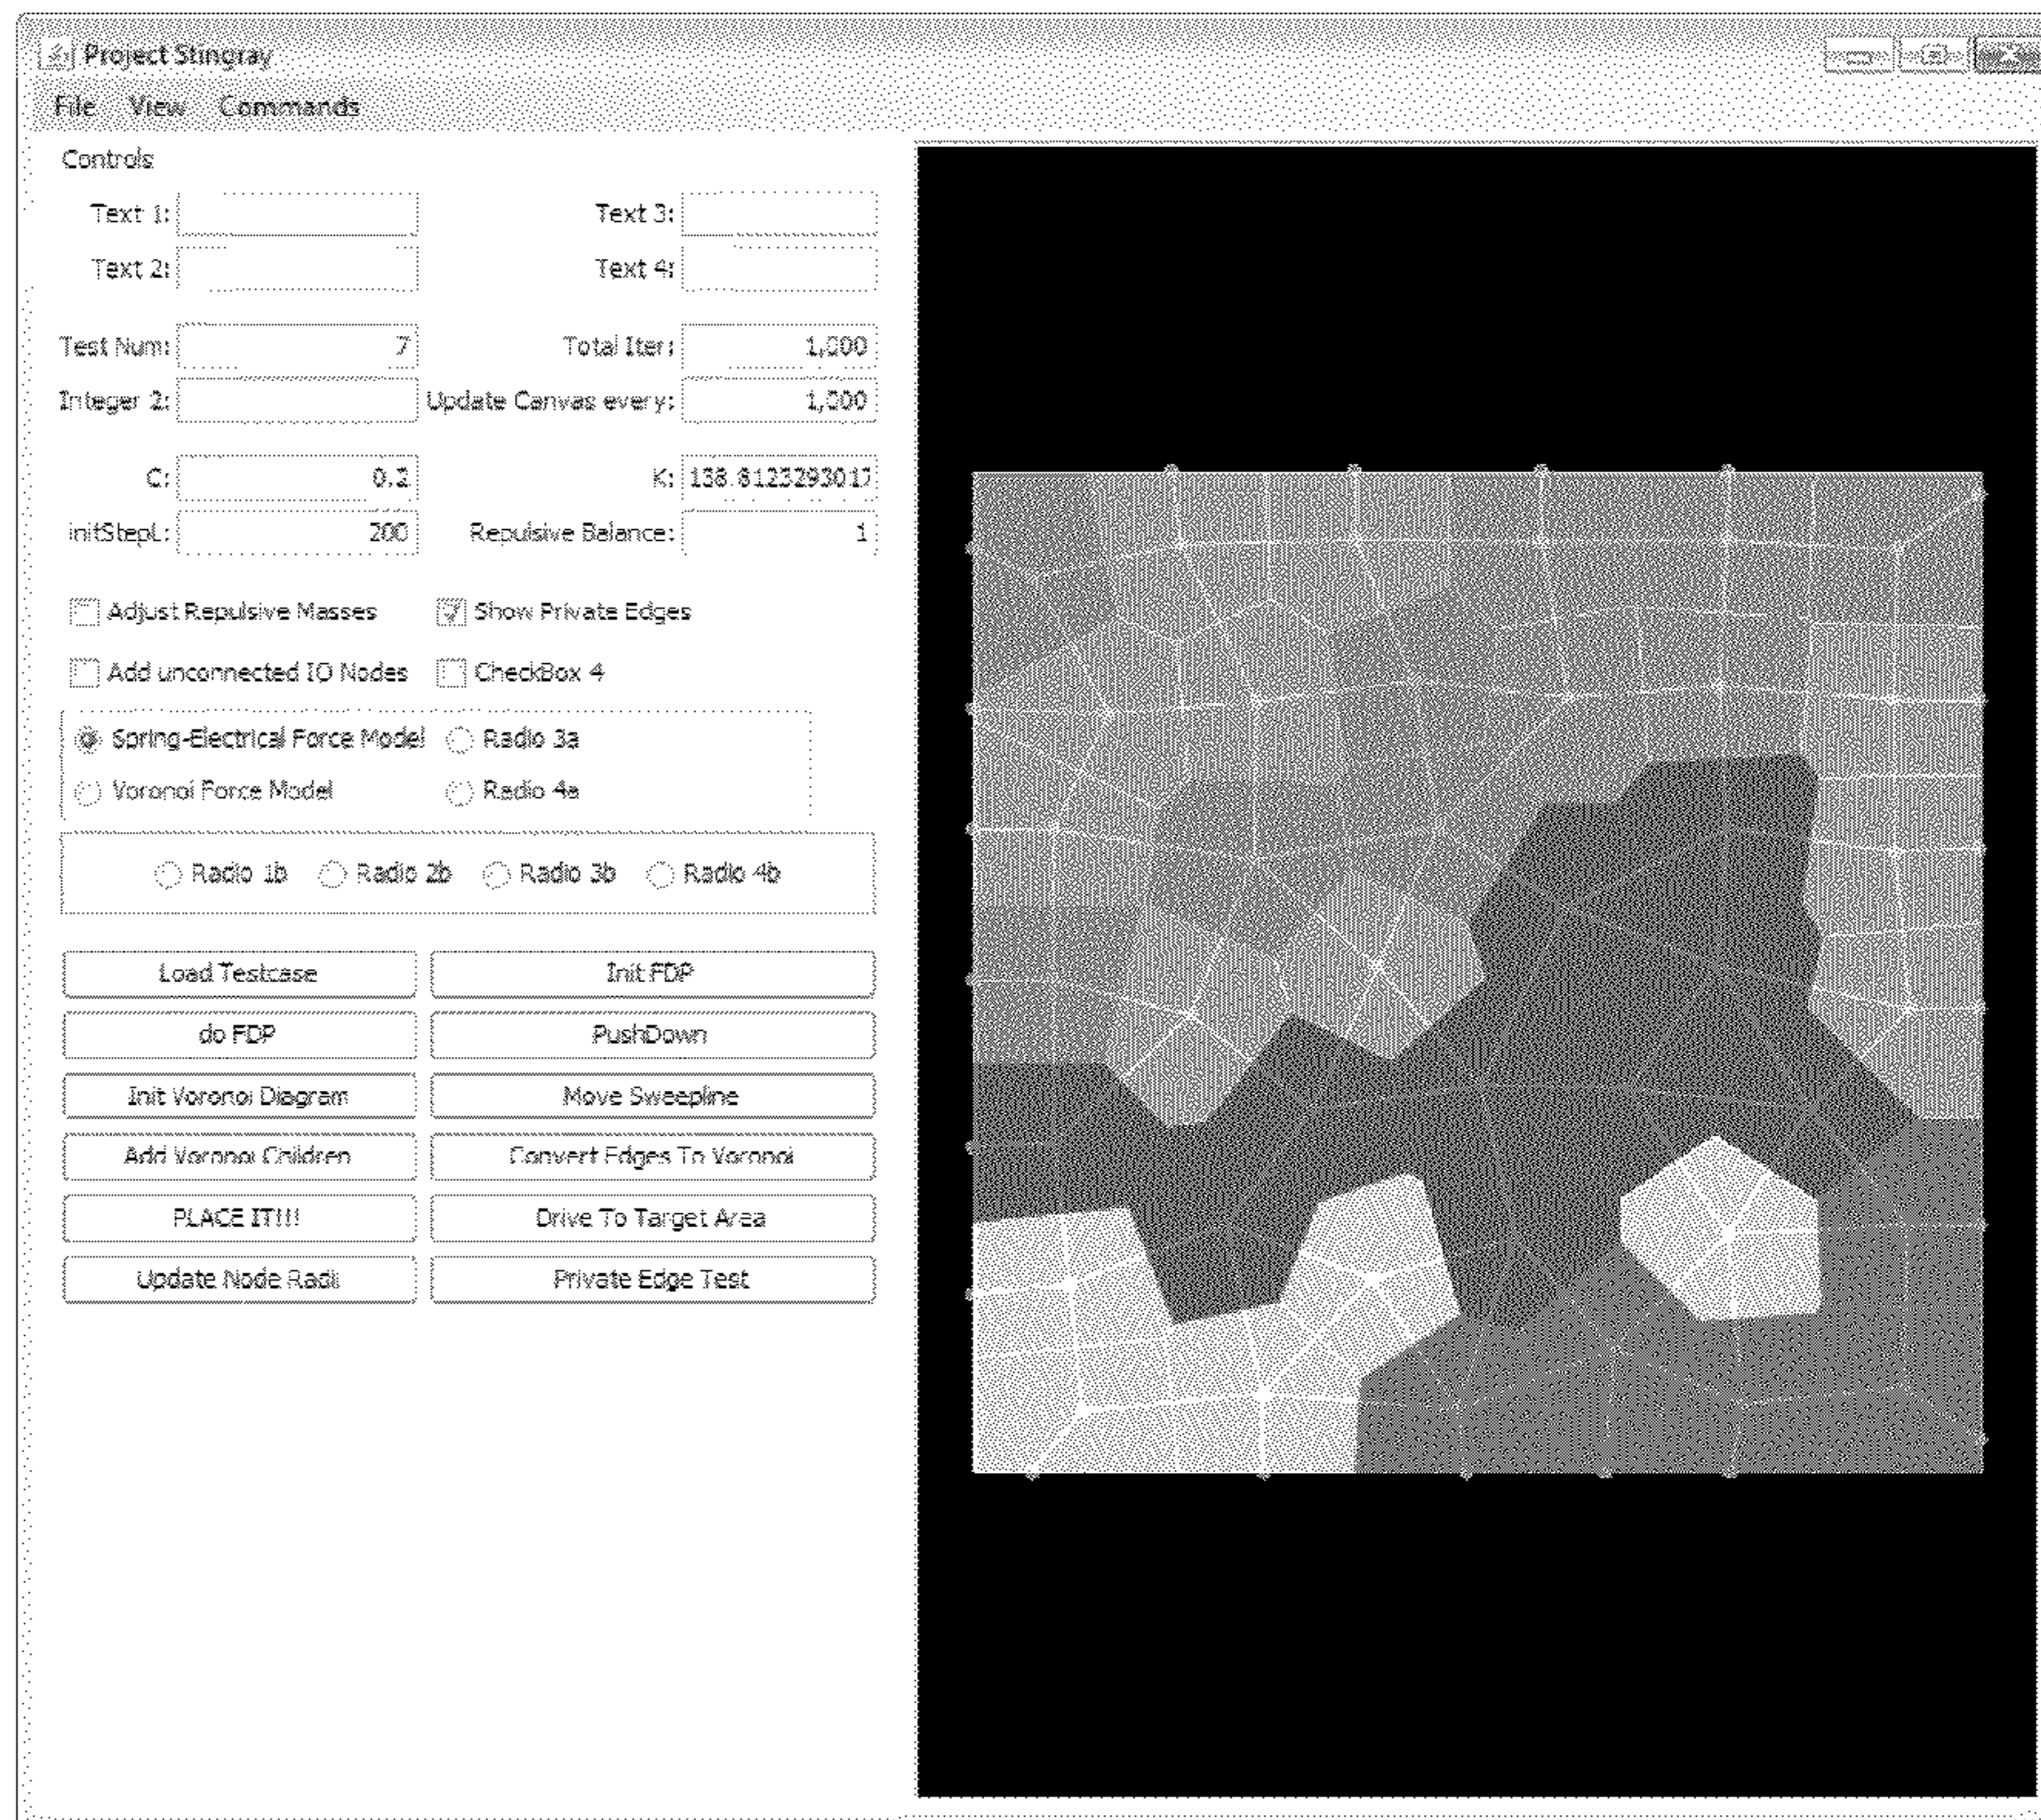 Project Stingray
File View Commands
Controls
Text 1: Text 3:
Text 2: Text 4:
Test Num: 7 Total Iter: 1,000
Integer 2: Update Canvas every: 1,000
C: 0.2 K: 138.8123293017
initStepL: 200 Repulsive Balance: 1
Adjust Repulsive Masses Show Private Edges
Add unconnected IO Nodes CheckBox 4
Spring-Electrical Force Model Radio 3a
Voronoi Force Model Radio 4a
Radio 1b Radio 2b Radio 3b Radio 4b
Load Testcase Init FDP
do FDP PushDown
Init Voronoi Diagram Move Sweepline
Add Voronoi Children Convert Edges To Voronoi
PLACE IT!!! Drive To Target Area
Update Node Radii Private Edge Test